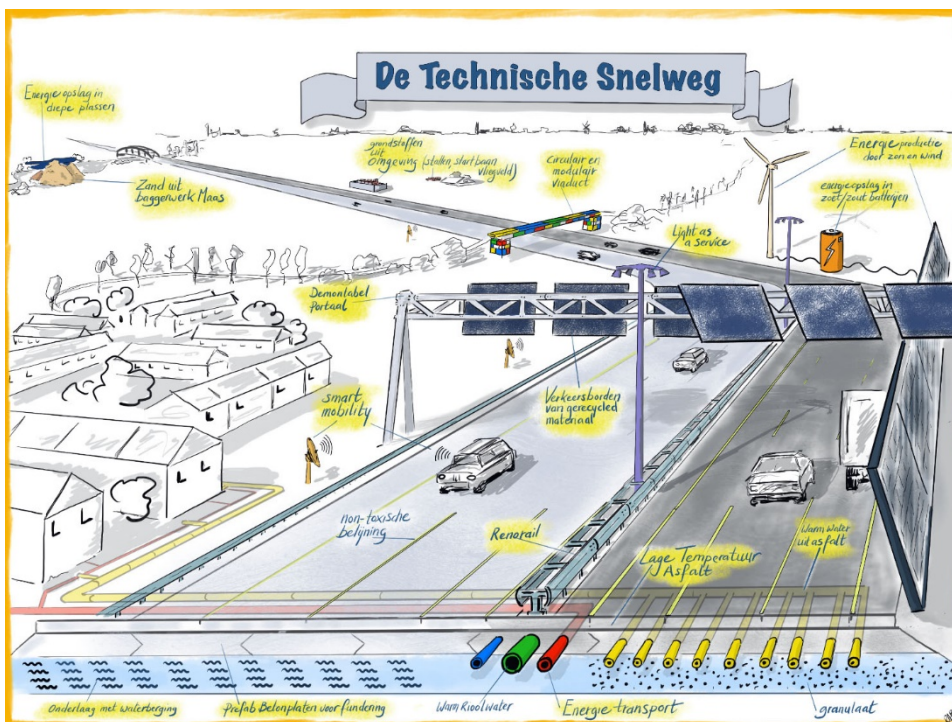 De Technische Snelweg
Energie opslag in
diepe plassen
Zand uit
baggerwerk Maas
grondstoffen
uit
Omgeving (stallen, startbaan
vliegveld)
Circulair en
modulair
viaduct
Energie productie
door zon en wind
energieopslag in
zoet/zout batterijen
Light as
a service
Demontabel
Portaal
smart
mobility
Verkeersborden
van gerecycled
materiaal
non-toxische
belijning
Renorail
Lage Temperatuur
Asfalt
Warm water
uit asfalt
Onderlaag met waterberging
Prefab Betonplaten voor fundering
Warm Rioolwater
Energie transport
granulaat